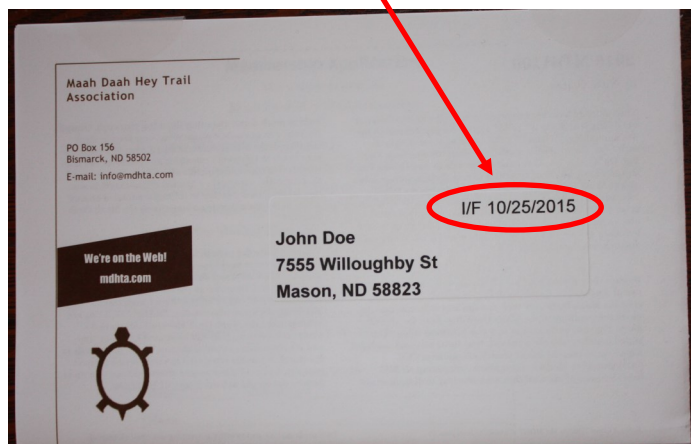 Maah Daah Hey Trail
Association
PO Box 156
Bismarck, ND 58502
E-mail: info@mdhta.com
We're on the Web!
mdhta.com
I/F 10/25/2015
John Doe
7555 Willoughby St
Mason, ND 58823